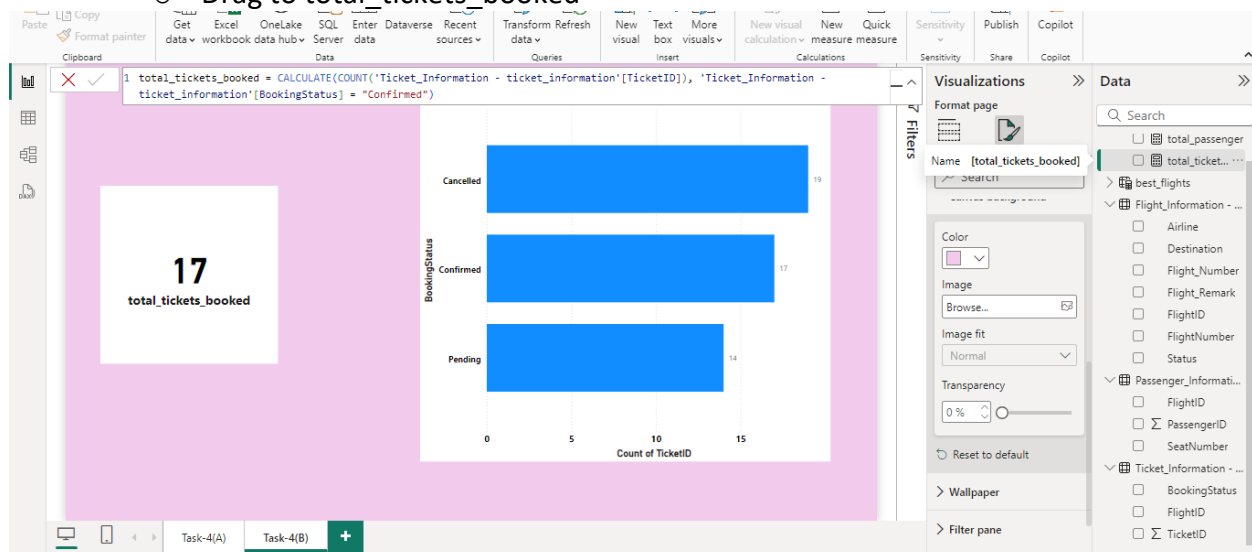 Drag to total_tickets_booked
Paste Copy Format painter
Get data Excel workbook OneLake data hub SQL Server Enter data Dataverse Recent sources Transform data Refresh New visual Text box More visuals New visual calculation New measure Quick measure Sensitivity Publish Copilot
Clipboard Data Queries Insert Calculations Sensitivity Share Copilot
1 total_tickets_booked = CALCULATE(COUNT('Ticket_Information - ticket_information'[TicketID]), 'Ticket_Information -
ticket_information'[BookingStatus] = "Confirmed")
17
total_tickets_booked
BookingStatus
Cancelled 19
Confirmed 17
Pending 14
0 5 10 15
Count of TicketID
Filters
Visualizations
Format page
Name [total_tickets_booked]
Search
Canvas background
Color
Image
Browse...
Image fit
Normal
Transparency
0 %
Reset to default
Wallpaper
Filter pane
Data
Search
total_passenger
total_ticket... ...
best_flights
Flight_Information - ...
Airline
Destination
Flight_Number
Flight_Remark
FlightID
FlightNumber
Status
Passenger_Informati...
FlightID
PassengerID
SeatNumber
Ticket_Information - ...
BookingStatus
FlightID
TicketID
Task-4(A) Task-4(B)